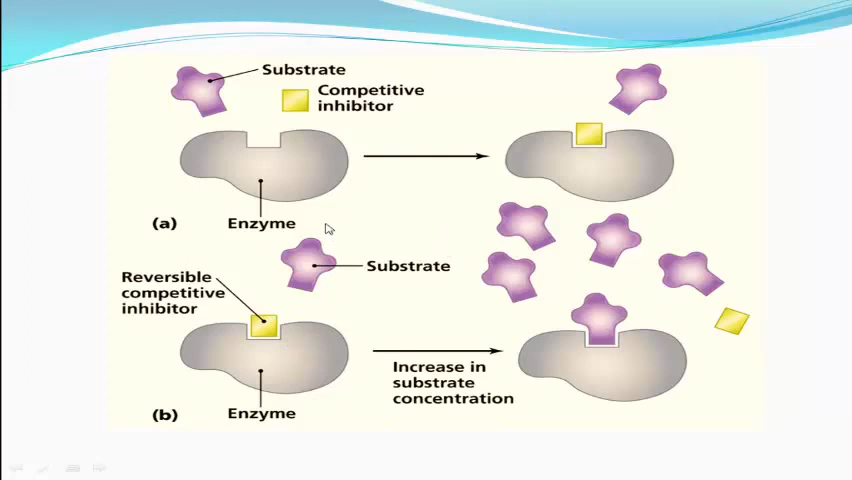 Substrate
Competitive
inhibitor
Enzyme
(a)
Substrate
Reversible
competitive
inhibitor
Increase in
substrate
concentration
Enzyme
(b)